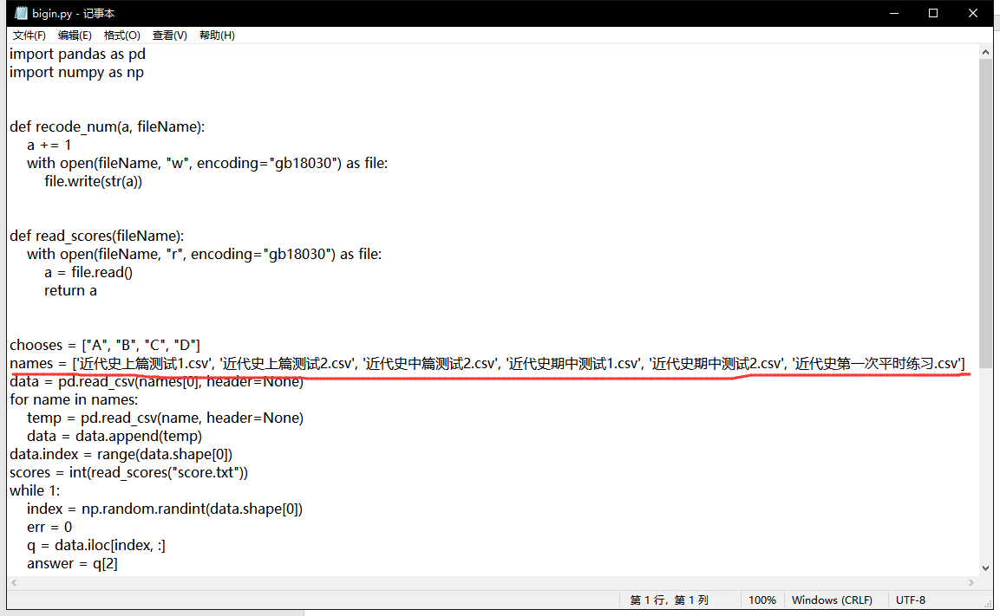 bigin.py - 记事本
文件(F) 编辑(E) 格式(O) 查看(V) 帮助(H)
import pandas as pd
import numpy as np
def recode_num(a, fileName):
    a += 1
    with open(fileName, "w", encoding="gb18030") as file:
        file.write(str(a))
def read_scores(fileName):
    with open(fileName, "r", encoding="gb18030") as file:
        a = file.read()
        return a
chooses = ["A", "B", "C", "D"]
names = ['近代史上篇测试1.csv', '近代史上篇测试2.csv', '近代史中篇测试2.csv', '近代史期中测试1.csv', '近代史期中测试2.csv', '近代史第一次平时练习.csv']
data = pd.read_csv(names[0], header=None)
for name in names:
    temp = pd.read_csv(name, header=None)
    data = data.append(temp)
data.index = range(data.shape[0])
scores = int(read_scores("score.txt"))
while 1:
    index = np.random.randint(data.shape[0])
    err = 0
    q = data.iloc[index, :]
    answer = q[2]
第 1 行，第 1 列 100% Windows (CRLF) UTF-8